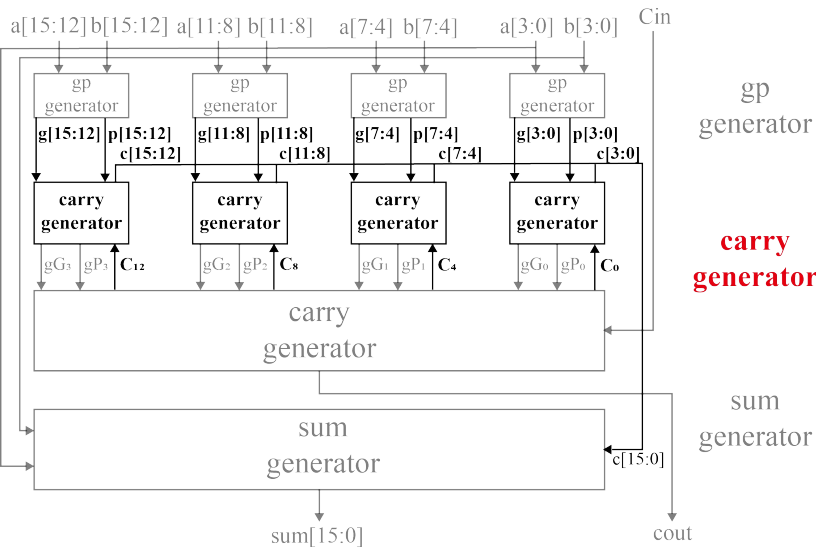 a[15:12] b[15:12] a[11:8] b[11:8] a[7:4] b[7:4] a[3:0] b[3:0] Cin
gp
generator
gp
generator
gp
generator
gp
generator
gp
generator
g[15:12] p[15:12] g[11:8] p[11:8] g[7:4] p[7:4] g[3:0] p[3:0]
c[15:12] c[11:8] c[7:4] c[3:0]
carry
generator
carry
generator
carry
generator
carry
generator
carry
generator
gG₃ gP₃ C₁₂ gG₂ gP₂ C₈ gG₁ gP₁ C₄ gG₀ gP₀ C₀
carry
generator
sum
generator
sum
generator
c[15:0]
sum[15:0] cout